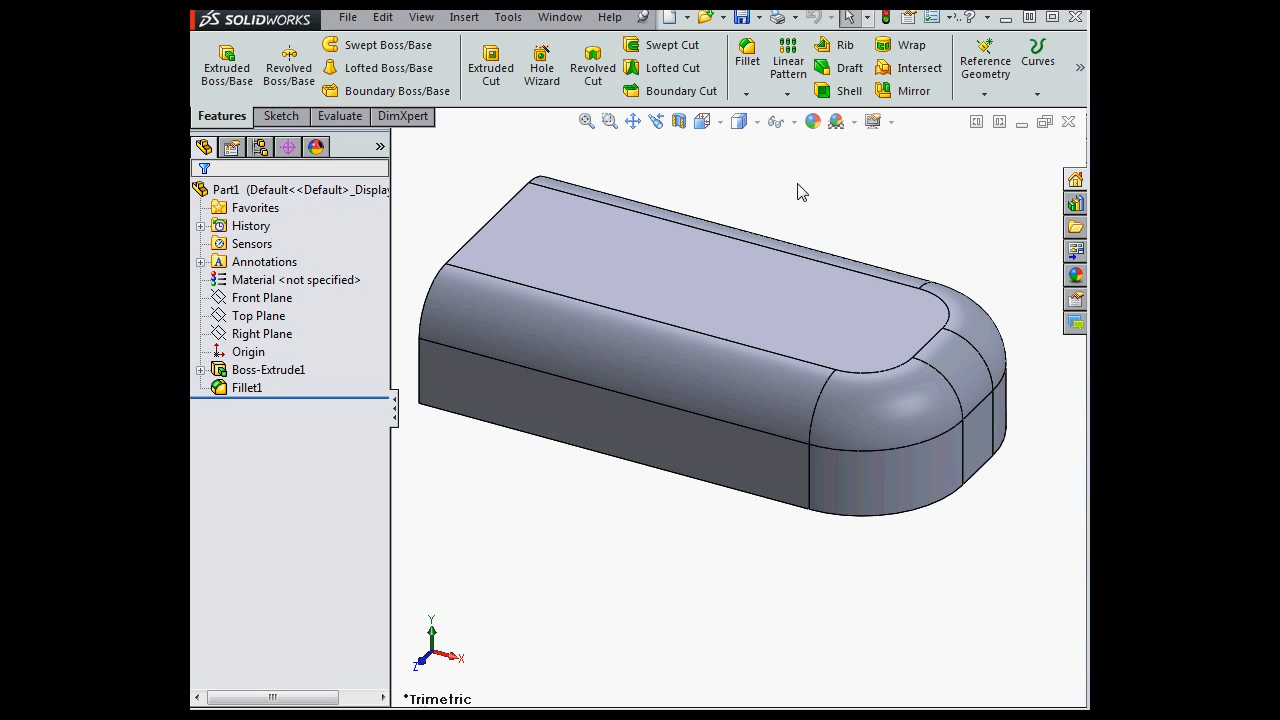 SOLIDWORKS File Edit View Insert Tools Window Help
Extruded Boss/Base
Revolved Boss/Base
Swept Boss/Base
Lofted Boss/Base
Boundary Boss/Base
Extruded Cut
Hole Wizard
Revolved Cut
Swept Cut
Lofted Cut
Boundary Cut
Fillet
Linear Pattern
Rib
Draft
Shell
Wrap
Intersect
Mirror
Reference Geometry
Curves
Features Sketch Evaluate DimXpert
Part1 (Default<<Default>_Display
Favorites
History
Sensors
Annotations
Material <not specified>
Front Plane
Top Plane
Right Plane
Origin
Boss-Extrude1
Fillet1
Y
X
Z
*Trimetric